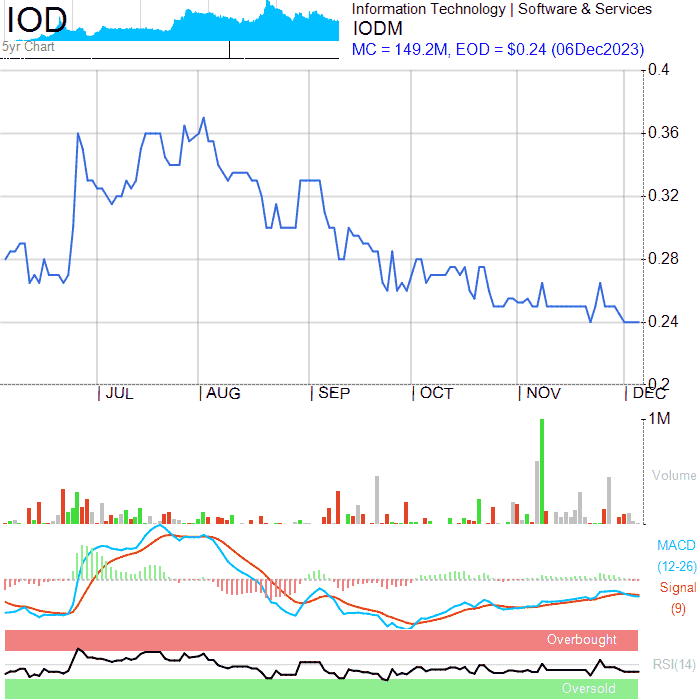 IOD
5yr Chart
Information Technology | Software & Services
IODM
MC = 149.2M, EOD = $0.24 (06Dec2023)
0.4
0.36
0.32
0.28
0.24
0.2
JUL
AUG
SEP
OCT
NOV
DEC
1M
Volume
MACD
(12-26)
Signal
(9)
Overbought
RSI(14)
Oversold